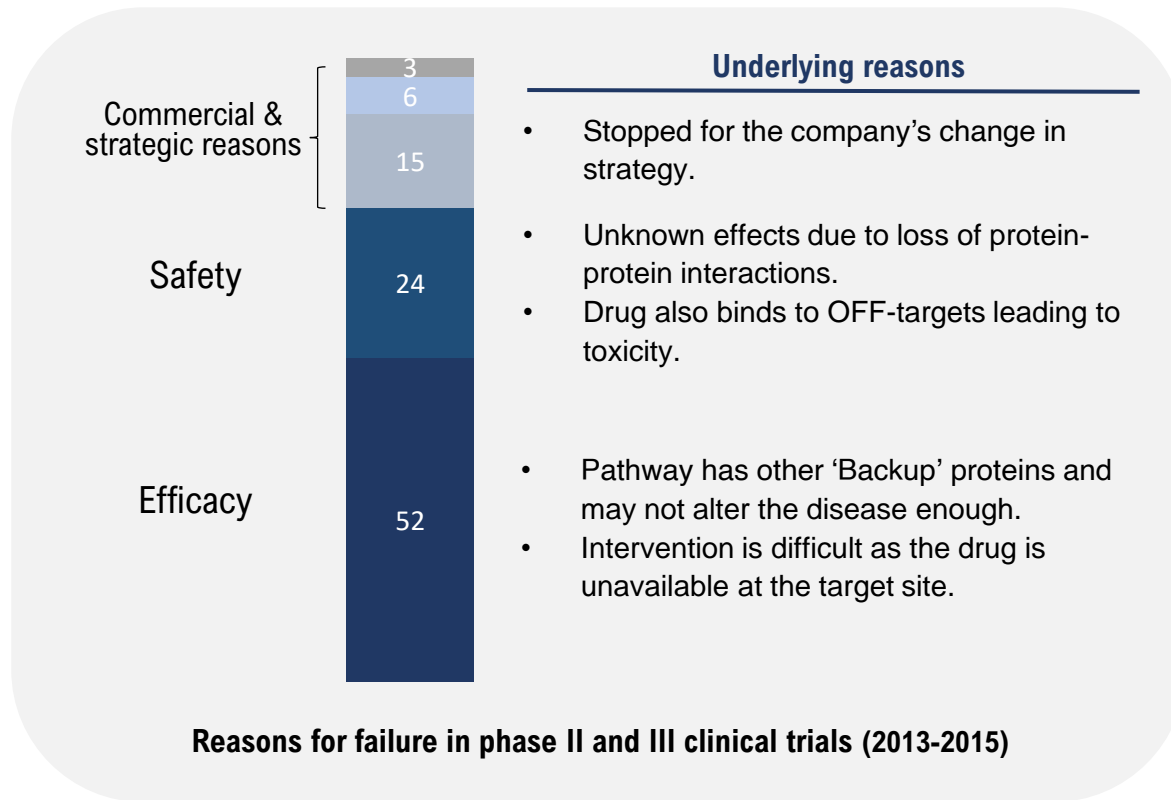 3
Underlying reasons
6
Commercial &
strategic reasons
15
• Stopped for the company’s change in
strategy.
Safety
24
• Unknown effects due to loss of protein-
protein interactions.
• Drug also binds to OFF-targets leading to
toxicity.
Efficacy
52
• Pathway has other ‘Backup’ proteins and
may not alter the disease enough.
• Intervention is difficult as the drug is
unavailable at the target site.
Reasons for failure in phase II and III clinical trials (2013-2015)